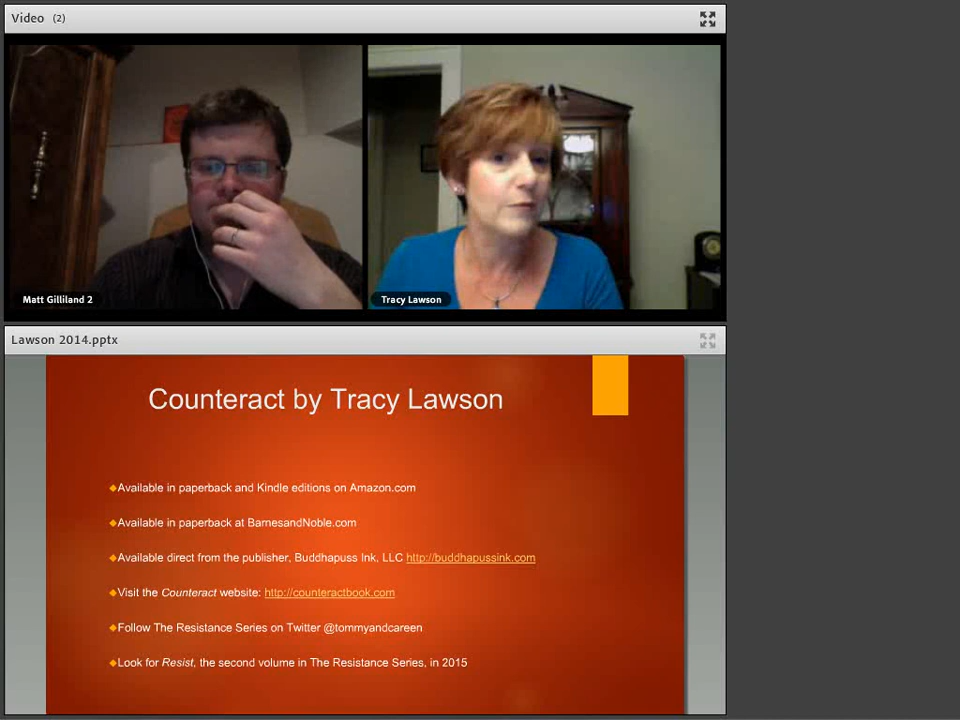 Video (2)
Matt Gilliland 2
Tracy Lawson
Lawson 2014.pptx
Counteract by Tracy Lawson
Available in paperback and Kindle editions on Amazon.com
Available in paperback at BarnesandNoble.com
Available direct from the publisher, Buddhapuss Ink, LLC http://buddhapussink.com
Visit the Counteract website: http://counteractbook.com
Follow The Resistance Series on Twitter @tommyandcareen
Look for Resist, the second volume in The Resistance Series, in 2015